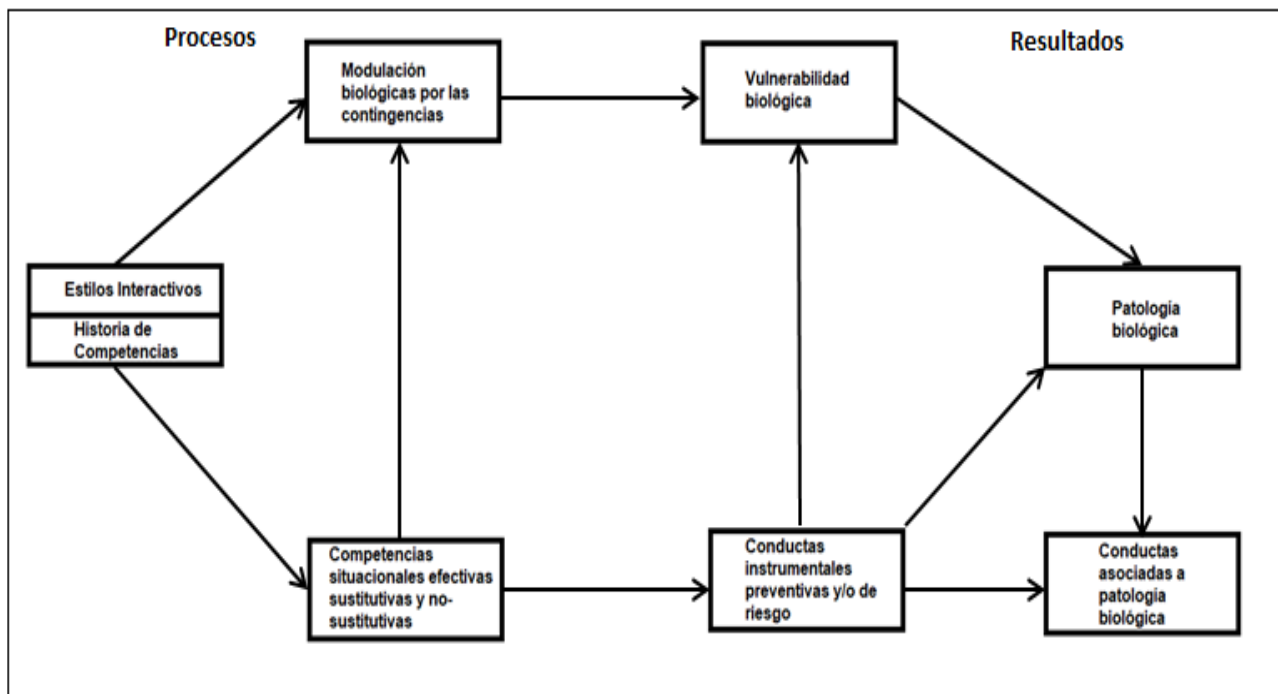 Procesos
Resultados
Modulación
biológicas por las
contingencias
Vulnerabilidad
biológica
Estilos Interactivos
Historia de
Competencias
Patología
biológica
Competencias
situacionales efectivas
sustitutivas y no-
sustitutivas
Conductas
instrumentales
preventivas y/o de
riesgo
Conductas
asociadas a
patología
biológica